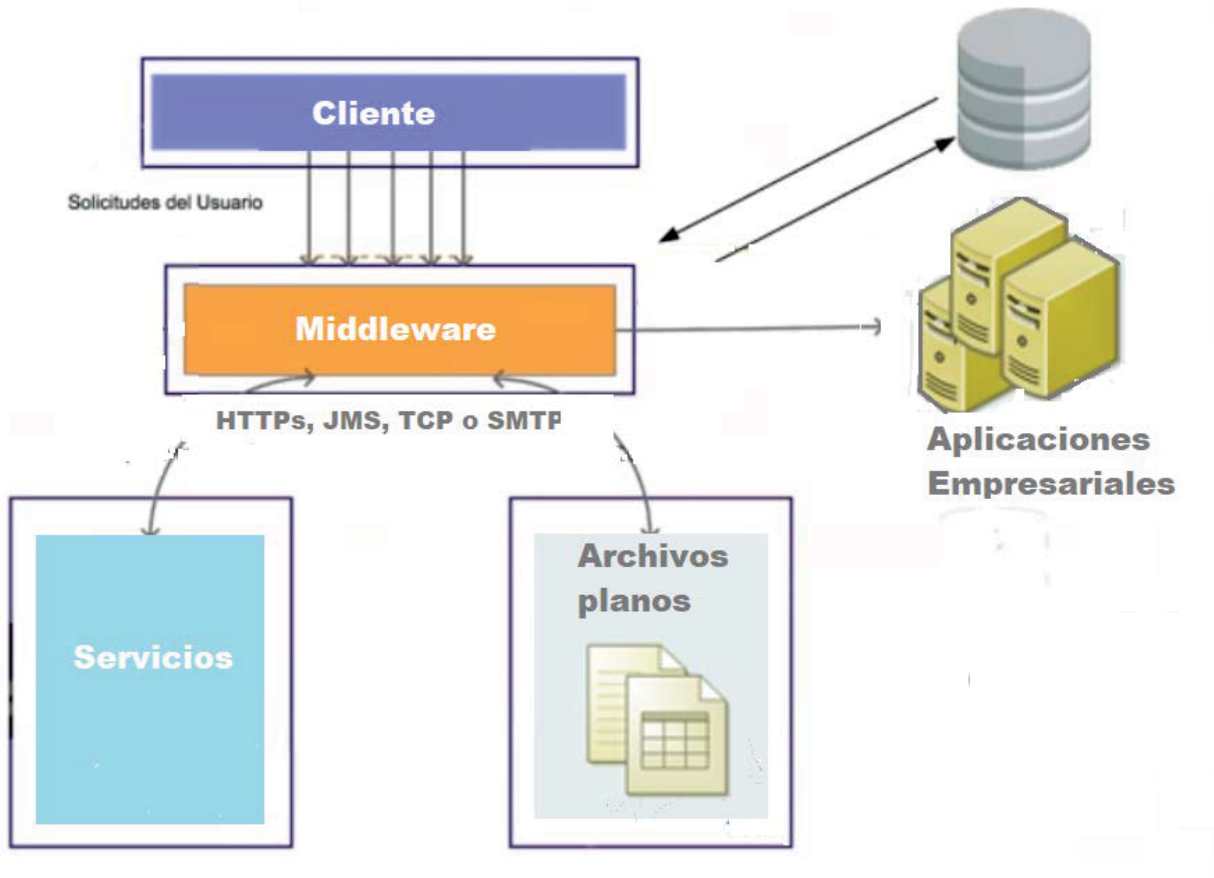 Cliente
Solicitudes del Usuario
Middleware
HTTPs, JMS, TCP o SMTP
Aplicaciones
Empresariales
Servicios
Archivos
planos